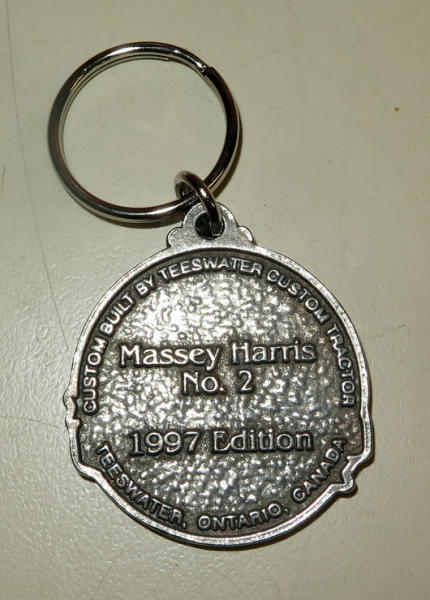 CUSTOM BUILT BY TEESWATER CUSTOM TRACTOR
Massey Harris
No. 2
1997 Edition
TEESWATER, ONTARIO, CANADA